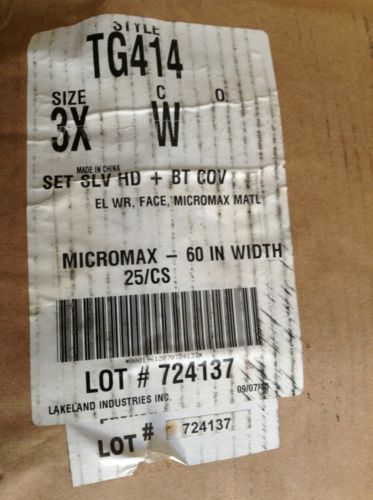 STYLE
TG414
SIZE C O
3X W
MADE IN CHINA
SET SLV HD + BT COV
EL WR, FACE, MICROMAX MATL
MICROMAX - 60 IN WIDTH
25/CS
LOT # 724137
LAKELAND INDUSTRIES INC.
LOT # 724137